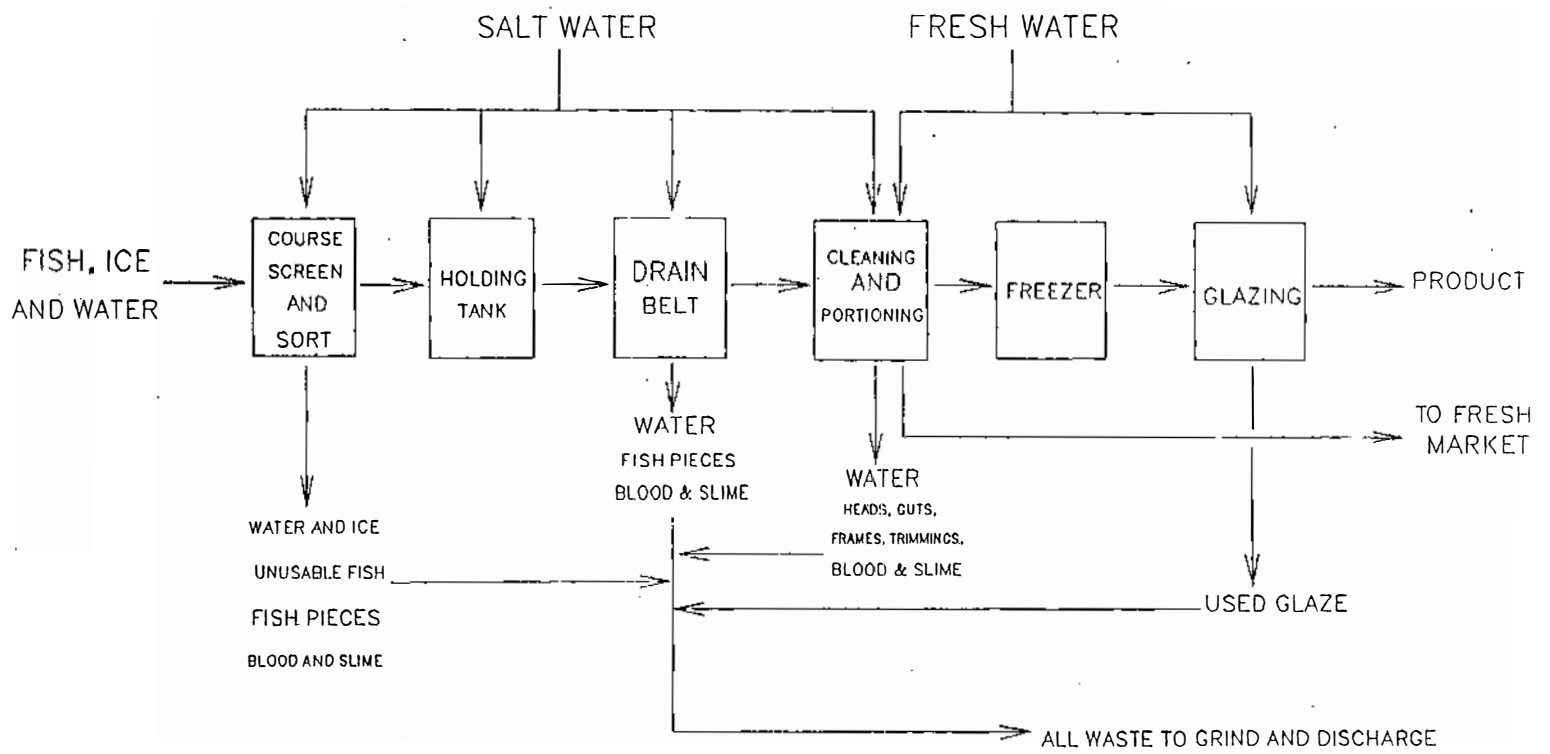 SALT WATER
FRESH WATER
FISH, ICE
AND WATER
COURSE
SCREEN
AND
SORT
HOLDING
TANK
DRAIN
BELT
CLEANING
AND
PORTIONING
FREEZER
GLAZING
PRODUCT
TO FRESH
MARKET
WATER
FISH PIECES
BLOOD & SLIME
WATER
HEADS, GUTS,
FRAMES, TRIMMINGS,
BLOOD & SLIME
WATER AND ICE
UNUSABLE FISH
FISH PIECES
BLOOD AND SLIME
USED GLAZE
ALL WASTE TO GRIND AND DISCHARGE